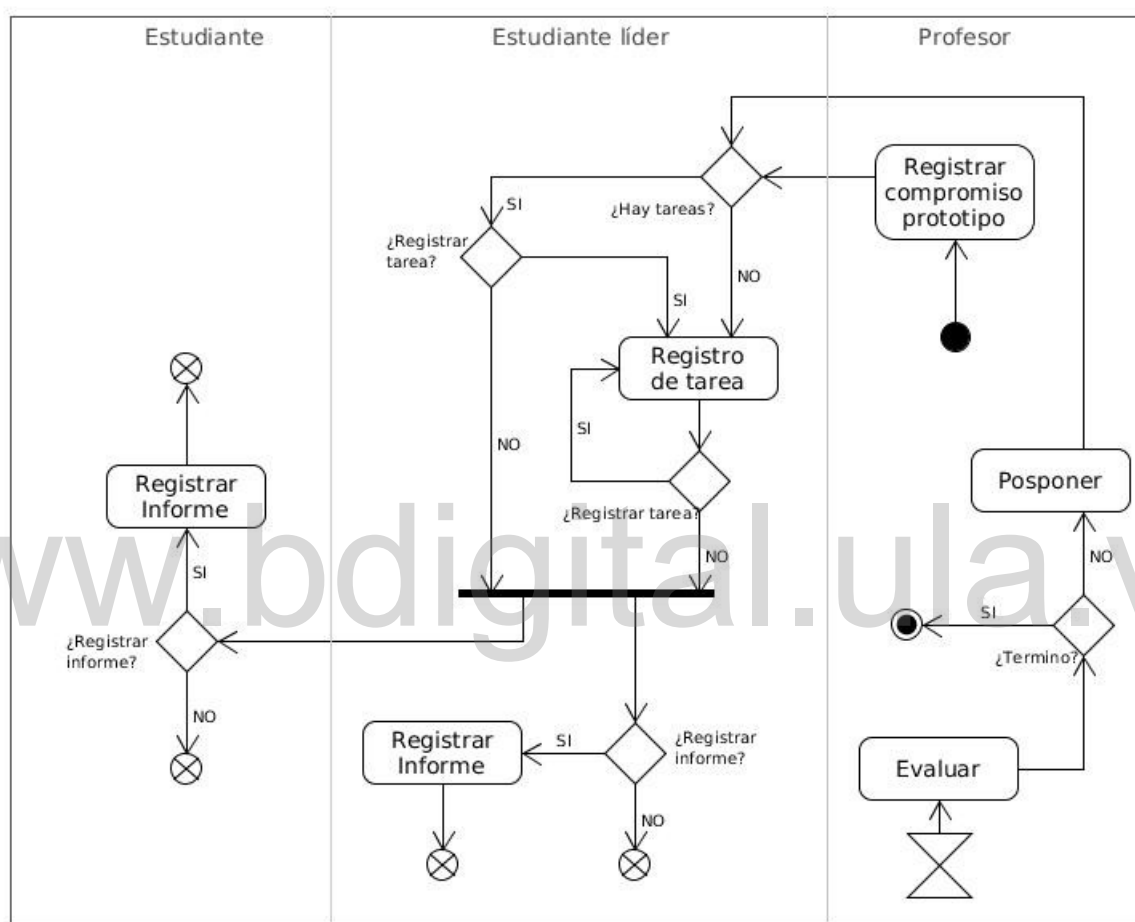 Estudiante
Estudiante líder
Profesor
Registrar
compromiso
prototipo
¿Hay tareas?
SI
¿Registrar
tarea?
SI
NO
Registro
de tarea
SI
NO
¿Registrar tarea?
NO
Registrar
Informe
SI
¿Registrar
informe?
NO
Registrar
Informe
SI
¿Registrar
informe?
NO
Posponer
NO
SI
¿Termino?
Evaluar
ww.bdigital.ula.v